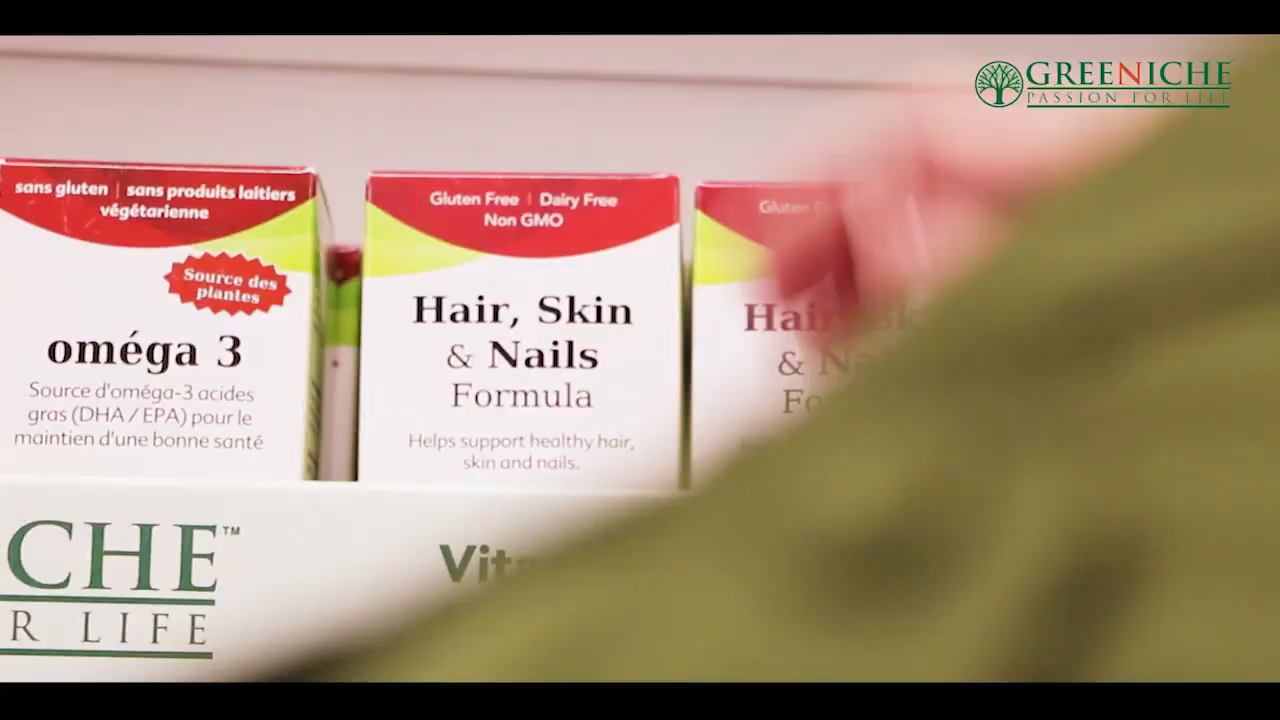 GREENICHE
PASSION FOR LIFE
sans gluten | sans produits laitiers
végétarienne
Source des
plantes
oméga 3
Source d'oméga-3 acides
gras (DHA / EPA) pour le
maintien d'une bonne santé
Gluten Free | Dairy Free
Non GMO
Hair, Skin
& Nails
Formula
Helps support healthy hair,
skin and nails.
Gluten
Hair
&
CHE™
R LIFE